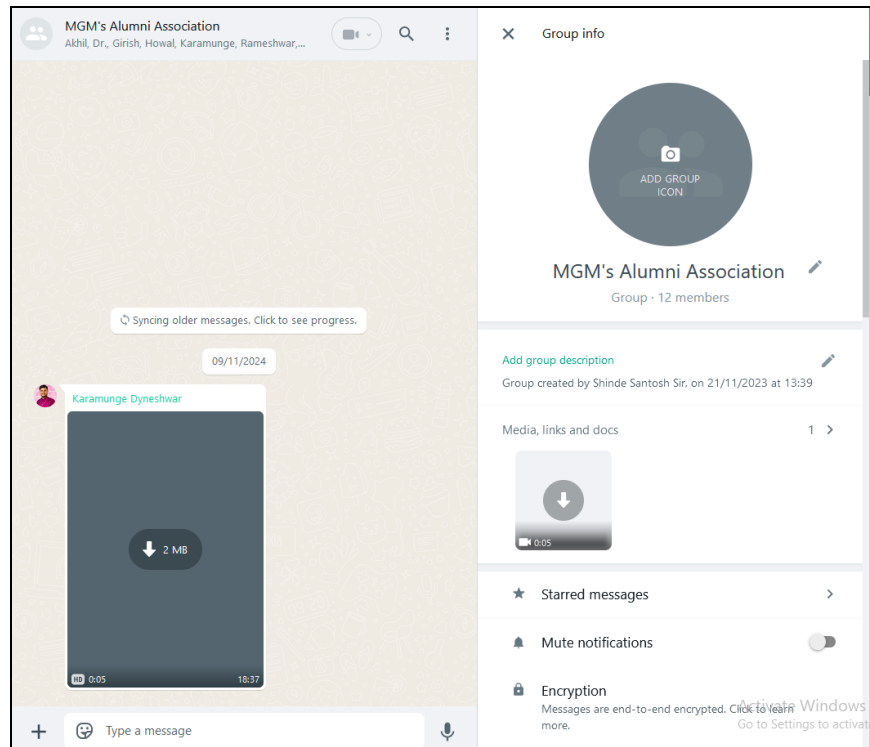 MGM's Alumni Association
Akhil, Dr., Girish, Howal, Karamunge, Rameshwar,...
Syncing older messages. Click to see progress.
09/11/2024
Karamunge Dyneshwar
2 MB
HD 0:05
18:37
Type a message
Group info
ADD GROUP
ICON
MGM's Alumni Association
Group · 12 members
Add group description
Group created by Shinde Santosh Sir, on 21/11/2023 at 13:39
Media, links and docs
1
0:05
Starred messages
Mute notifications
Encryption
Messages are end-to-end encrypted. Click to learn
more.
Activate Windows
Go to Settings to activat